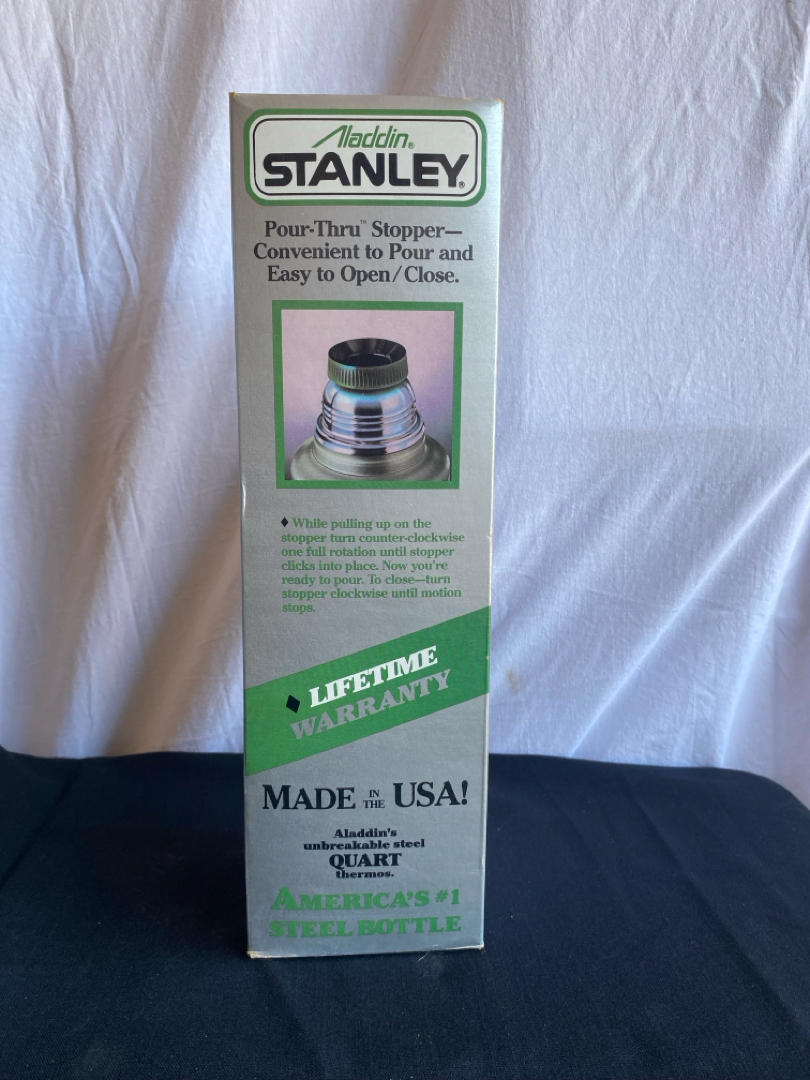 Aladdin®
STANLEY®
Pour-Thru™ Stopper—
Convenient to Pour and
Easy to Open/Close.
♦ While pulling up on the
stopper turn counter-clockwise
one full rotation until stopper
clicks into place. Now you're
ready to pour. To close—turn
stopper clockwise until motion
stops.
♦ LIFETIME
WARRANTY
MADE IN THE USA!
Aladdin's
unbreakable steel
QUART
thermos.
AMERICA'S #1
STEEL BOTTLE